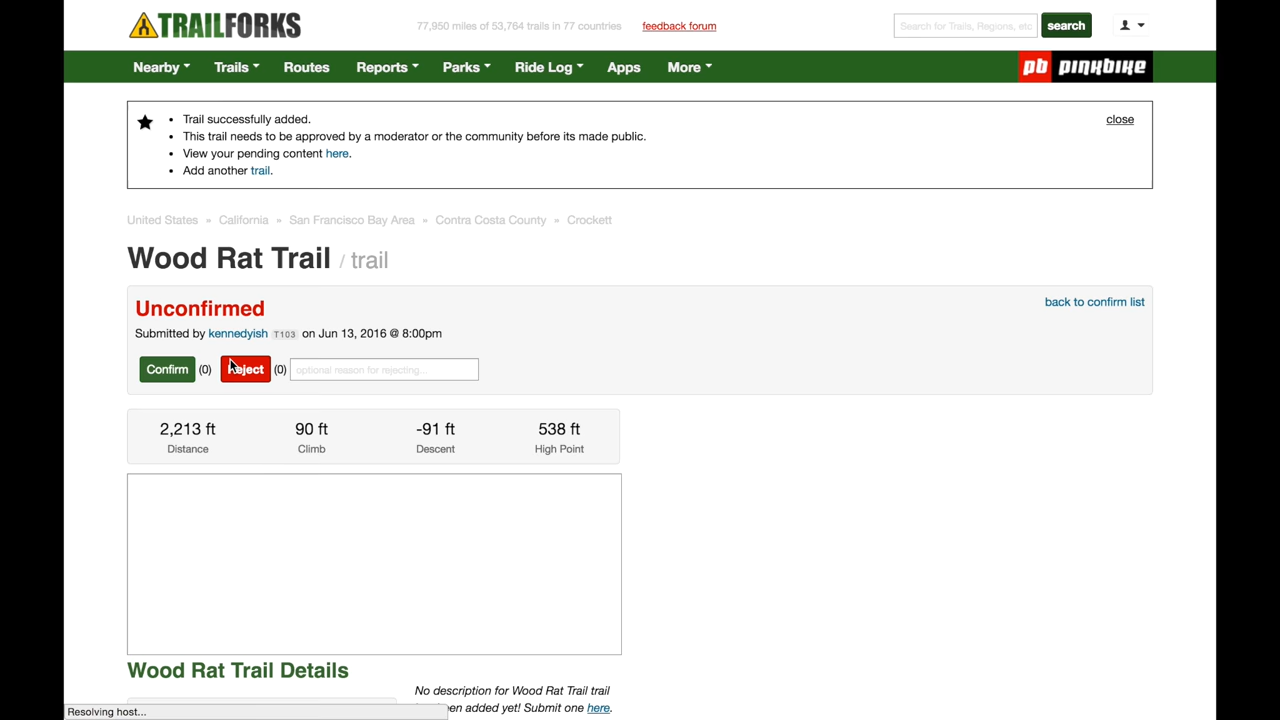 TRAILFORKS
77,950 miles of 53,764 trails in 77 countries
feedback forum
Search for Trails, Regions, etc
search
Nearby Trails Routes Reports Parks Ride Log Apps More
pb pinkbike
Trail successfully added.
close
This trail needs to be approved by a moderator or the community before its made public.
View your pending content here.
Add another trail.
United States » California » San Francisco Bay Area » Contra Costa County » Crockett
Wood Rat Trail / trail
Unconfirmed
back to confirm list
Submitted by kennedyish T103 on Jun 13, 2016 @ 8:00pm
Confirm (0) Reject (0) optional reason for rejecting...
2,213 ft 90 ft -91 ft 538 ft
Distance Climb Descent High Point
Wood Rat Trail Details
No description for Wood Rat Trail trail
been added yet! Submit one here.
Resolving host...